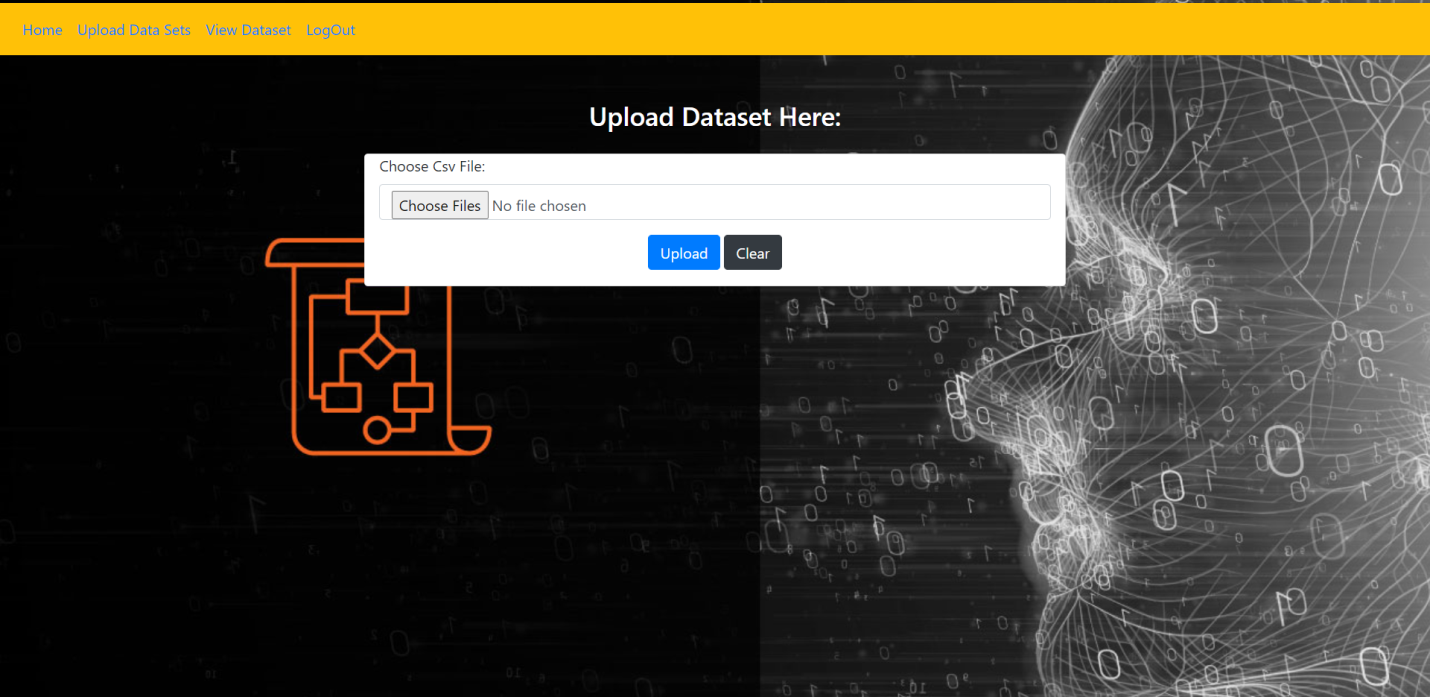 Home Upload Data Sets View Dataset LogOut
Upload Dataset Here:
Choose Csv File:
Choose Files No file chosen
Upload Clear